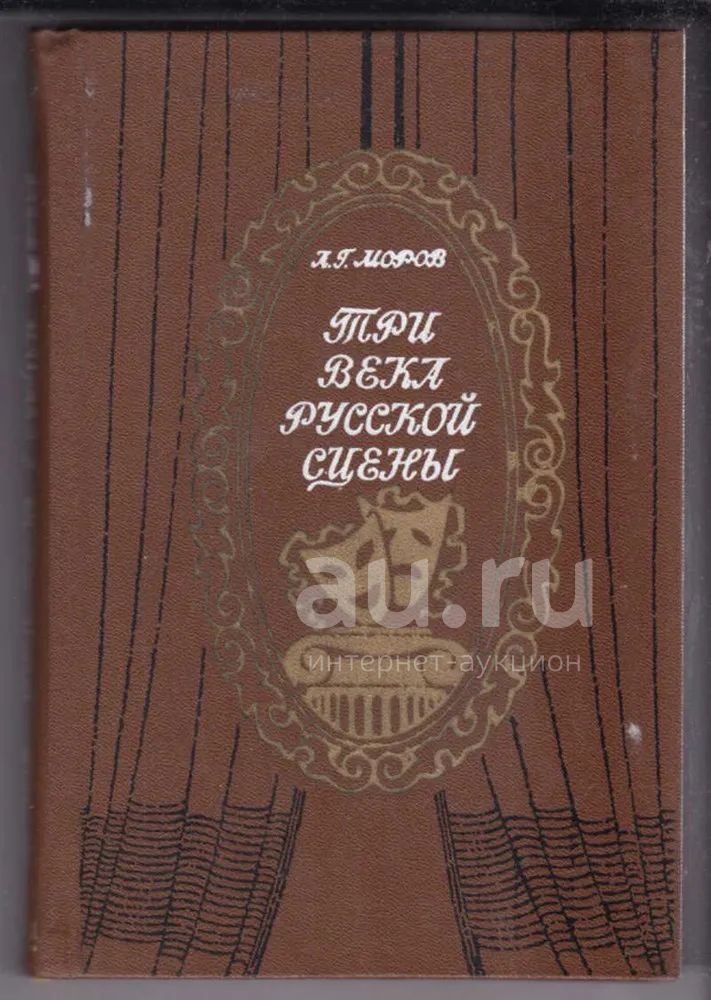 А.Г. МОРОВ
ТРИ
ВЕКА
РУССКОЙ
СЦЕНЫ
au.ru
интернет-аукцион